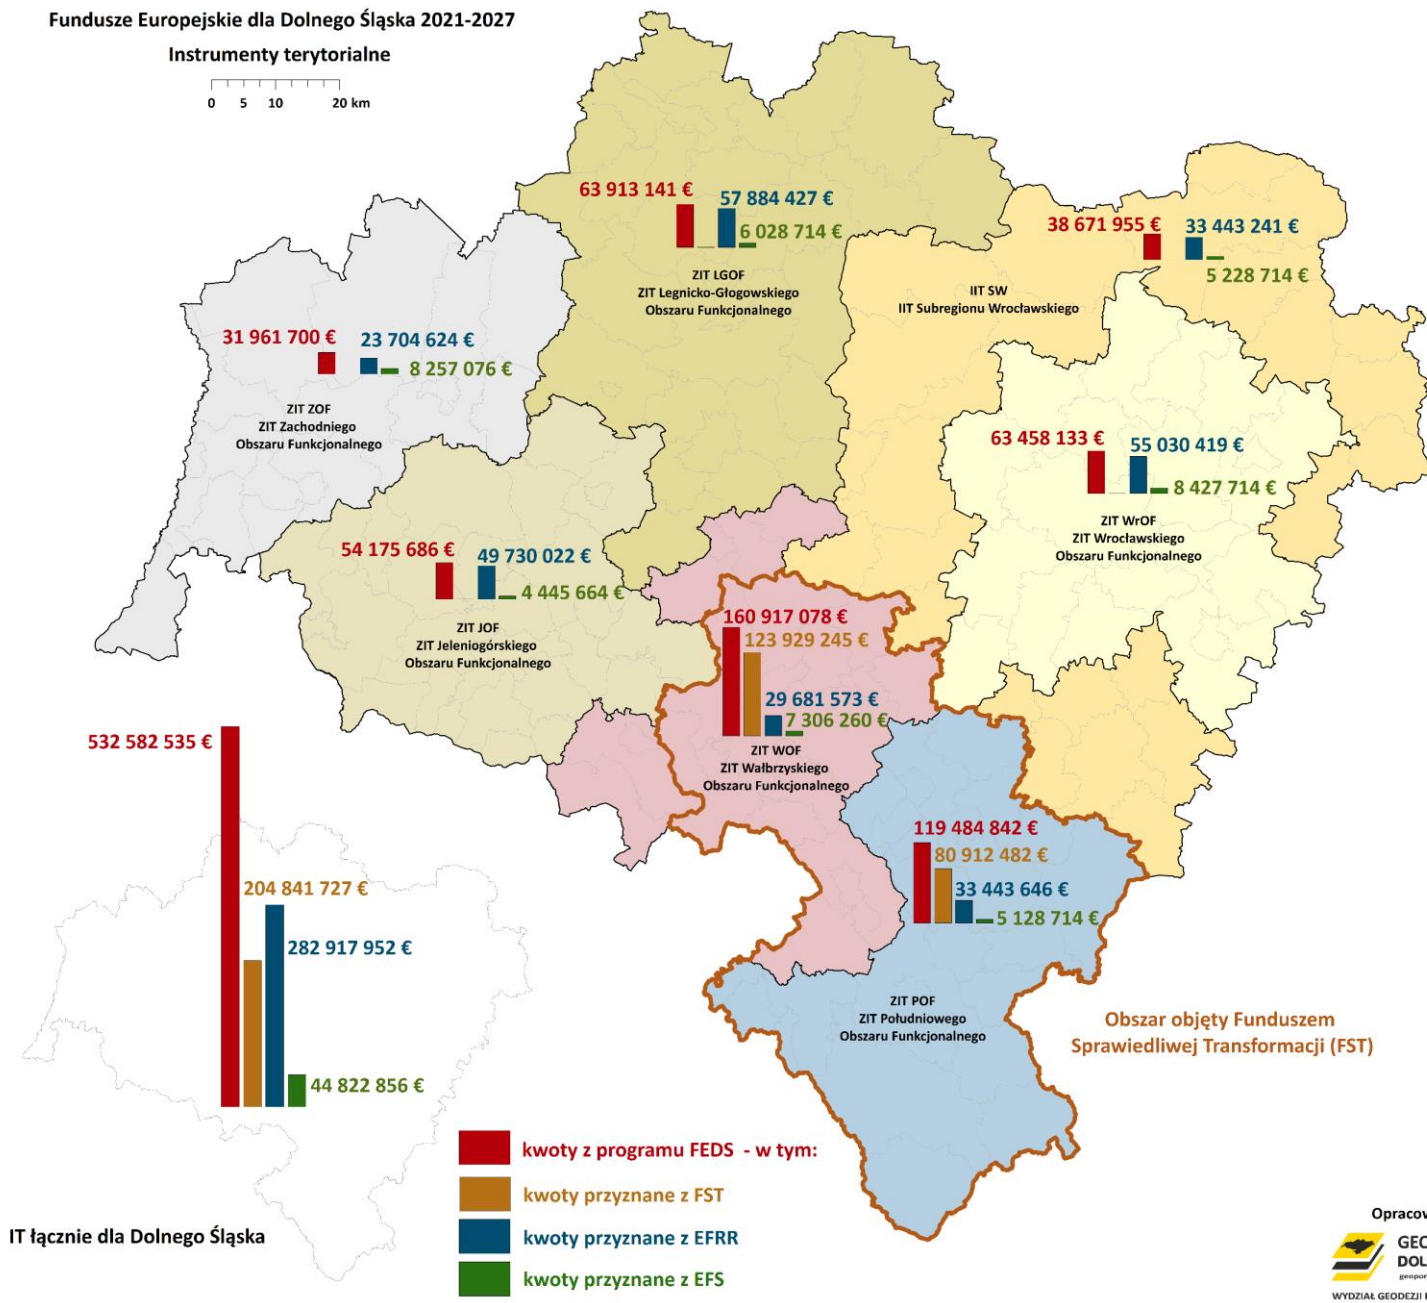 Fundusze Europejskie dla Dolnego Śląska 2021-2027
Instrumenty terytorialne
0 5 10 20 km
63 913 141 €
57 884 427 €
6 028 714 €
ZIT LGOF
ZIT Legnicko-Głogowskiego
Obszaru Funkcjonalnego
38 671 955 €
33 443 241 €
5 228 714 €
IIT SW
IIT Subregionu Wrocławskiego
31 961 700 €
23 704 624 €
8 257 076 €
ZIT ZOF
ZIT Zachodniego
Obszaru Funkcjonalnego
63 458 133 €
55 030 419 €
8 427 714 €
ZIT WrOF
ZIT Wrocławskiego
Obszaru Funkcjonalnego
54 175 686 €
49 730 022 €
4 445 664 €
ZIT JOF
ZIT Jeleniogórskiego
Obszaru Funkcjonalnego
160 917 078 €
123 929 245 €
29 681 573 €
7 306 260 €
ZIT WOF
ZIT Wałbrzyskiego
Obszaru Funkcjonalnego
119 484 842 €
80 912 482 €
33 443 646 €
5 128 714 €
ZIT POF
ZIT Południowego
Obszaru Funkcjonalnego
Obszar objęty Funduszem
Sprawiedliwej Transformacji (FST)
532 582 535 €
204 841 727 €
282 917 952 €
44 822 856 €
IT łącznie dla Dolnego Śląska
kwoty z programu FEDS - w tym:
kwoty przyznane z FST
kwoty przyznane z EFRR
kwoty przyznane z EFS
Opracov
GEO
DOL
geopor
WYDZIAŁ GEODEZJI I